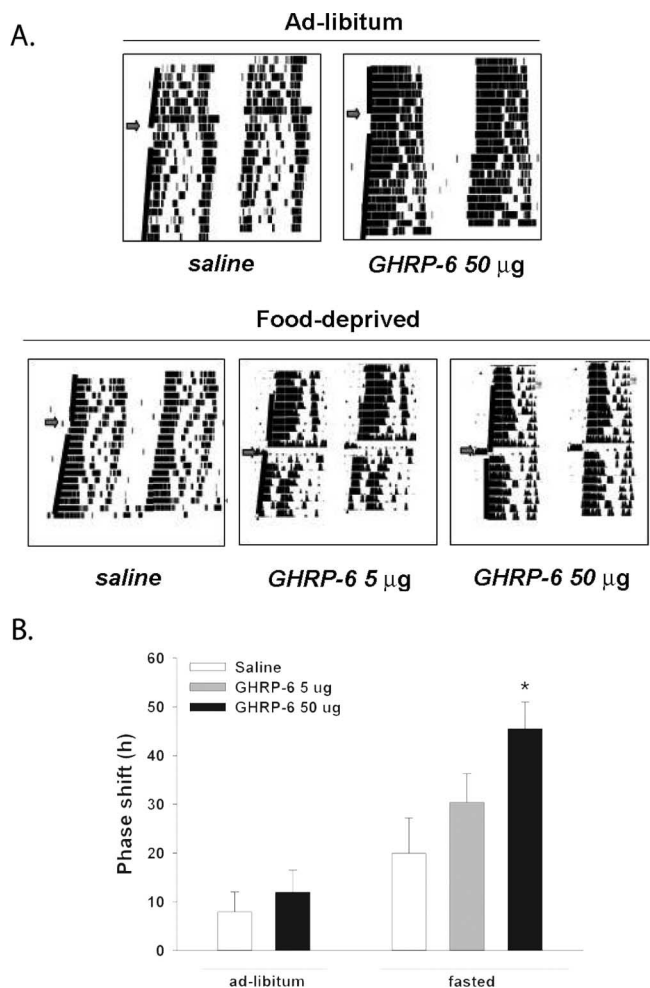 A.
Ad-libitum
saline
GHRP-6 50 μg
Food-deprived
saline
GHRP-6 5 μg
GHRP-6 50 μg
B.
Phase shift (h)
60
50
40
30
20
10
0
Saline
GHRP-6 5 ug
GHRP-6 50 ug
*
ad-libitum
fasted